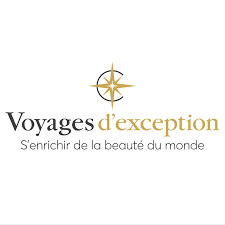 Voyages d'exception
S'enrichir de la beauté du monde